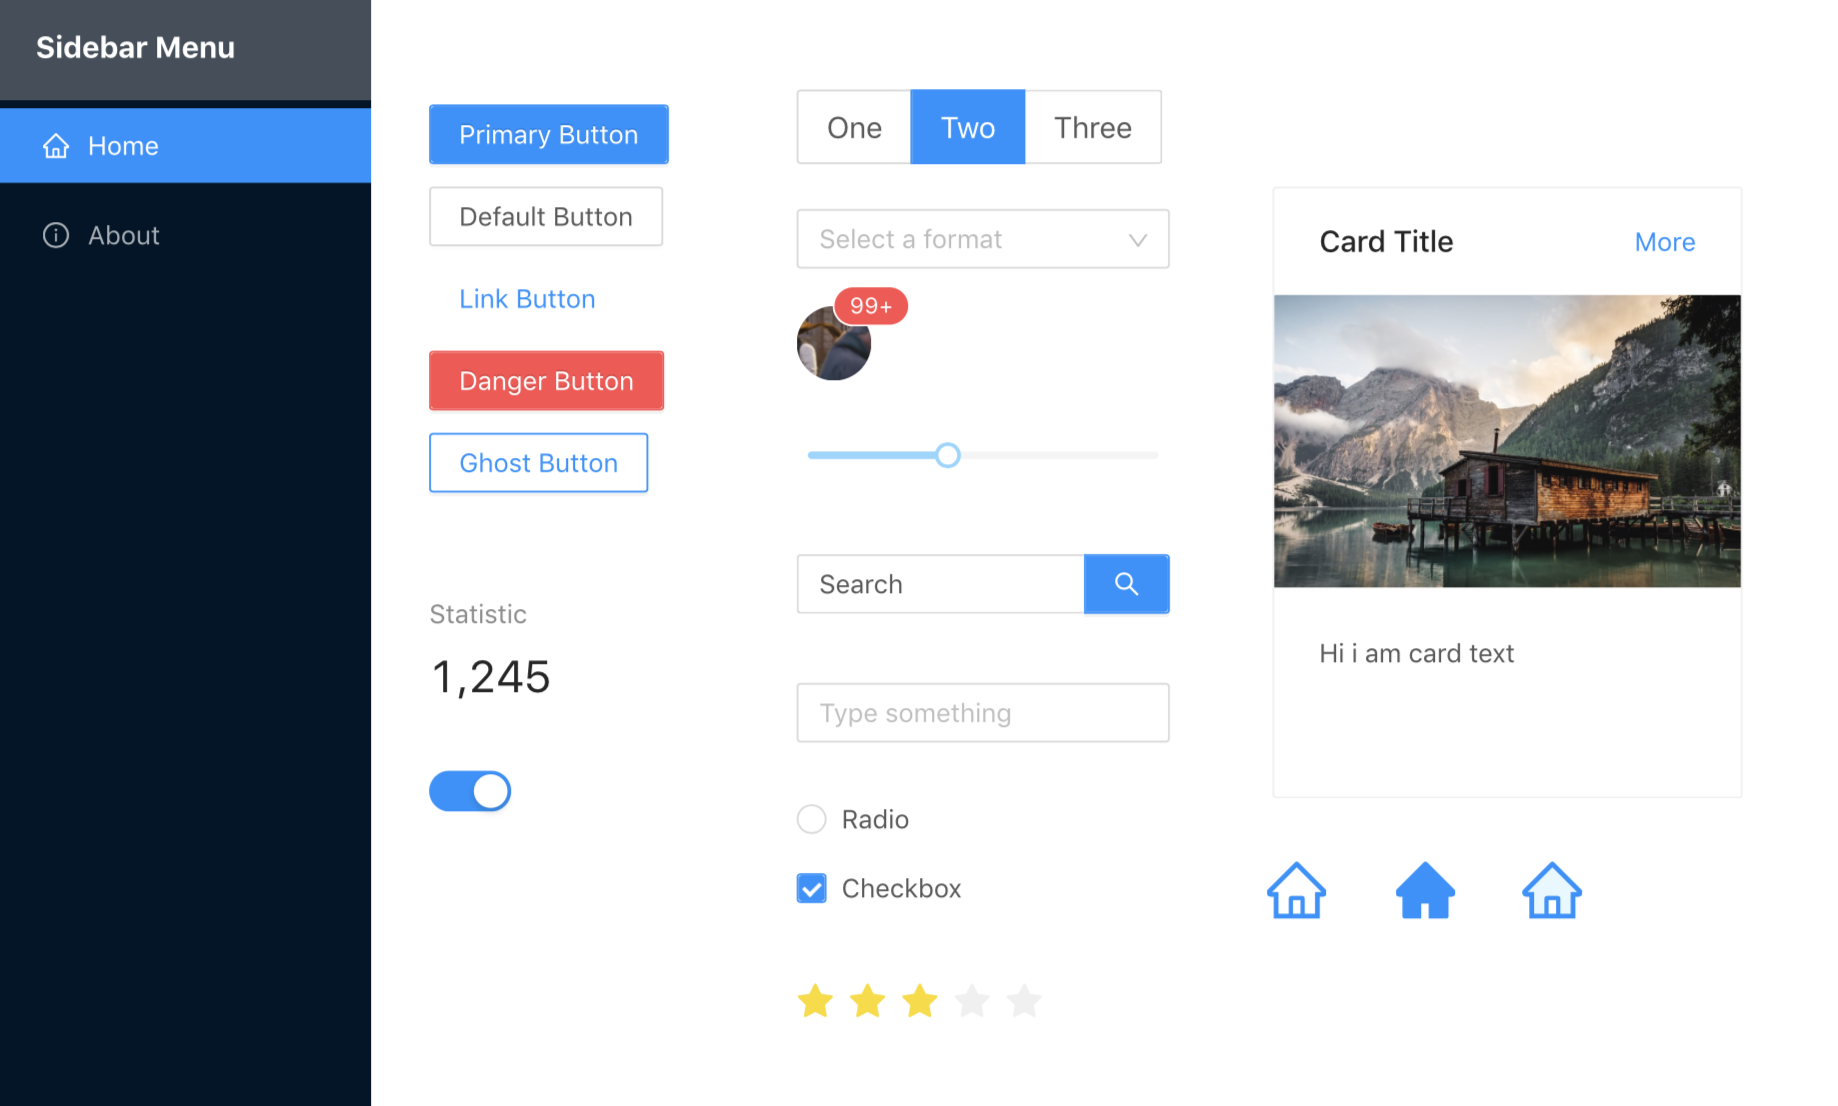 Sidebar Menu
Home
About
Primary Button
Default Button
Link Button
Danger Button
Ghost Button
Statistic
1,245
One
Two
Three
Select a format
99+
Search
Type something
Radio
Checkbox
Card Title
More
Hi i am card text